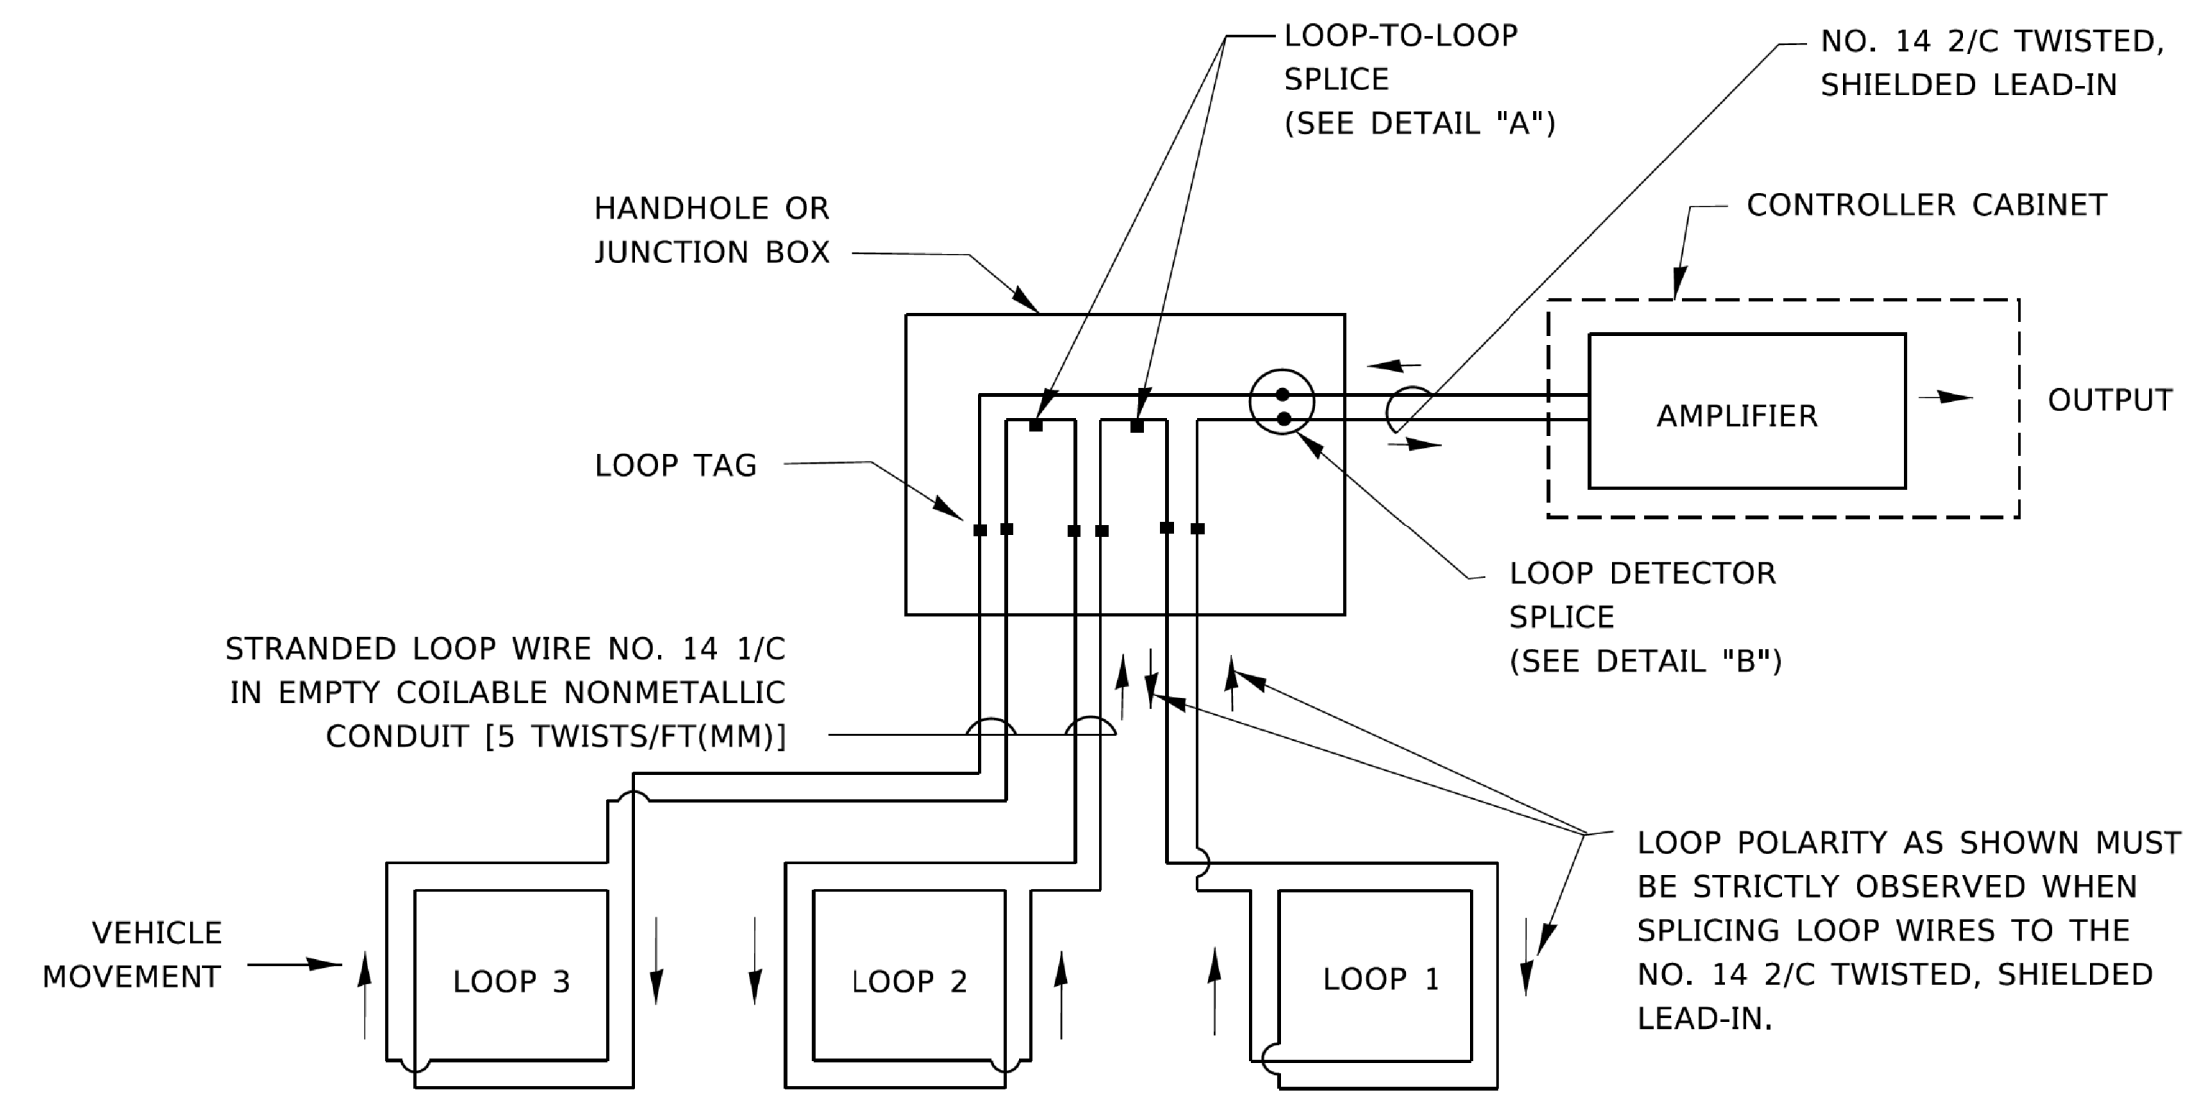 LOOP-TO-LOOP
SPLICE
(SEE DETAIL "A")
NO. 14 2/C TWISTED,
SHIELDED LEAD-IN
HANDHOLE OR
JUNCTION BOX
CONTROLLER CABINET
AMPLIFIER
OUTPUT
LOOP TAG
LOOP DETECTOR
SPLICE
(SEE DETAIL "B")
STRANDED LOOP WIRE NO. 14 1/C
IN EMPTY COILABLE NONMETALLIC
CONDUIT [5 TWISTS/FT(MM)]
LOOP POLARITY AS SHOWN MUST
BE STRICTLY OBSERVED WHEN
SPLICING LOOP WIRES TO THE
NO. 14 2/C TWISTED, SHIELDED
LEAD-IN.
VEHICLE
MOVEMENT
LOOP 3
LOOP 2
LOOP 1